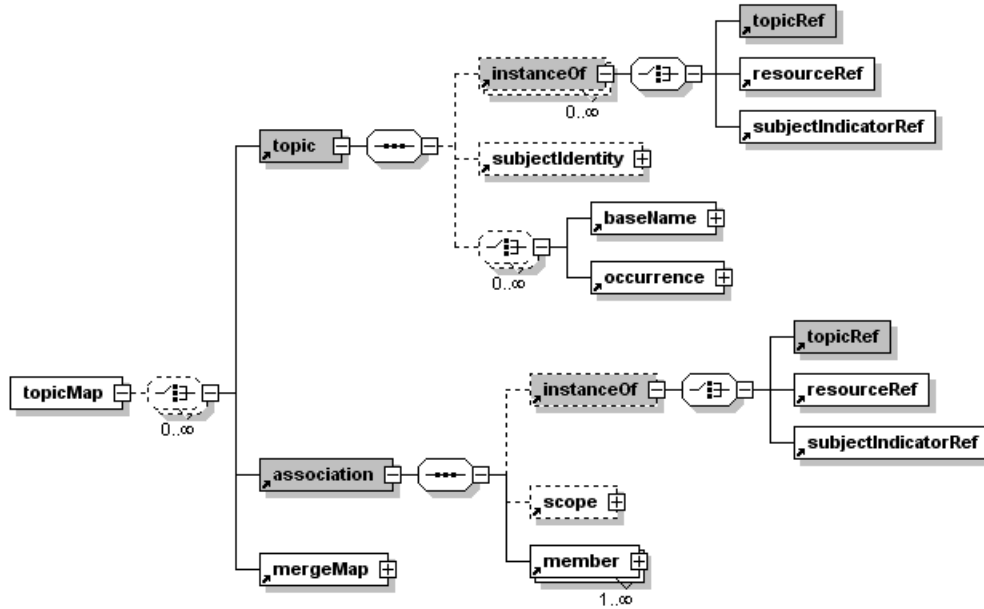 topicRef
instanceOf
resourceRef
0..∞
subjectIndicatorRef
topic
subjectIdentity
baseName
0..∞
occurrence
topicRef
topicMap
instanceOf
resourceRef
0..∞
subjectIndicatorRef
association
scope
member
mergeMap
1..∞